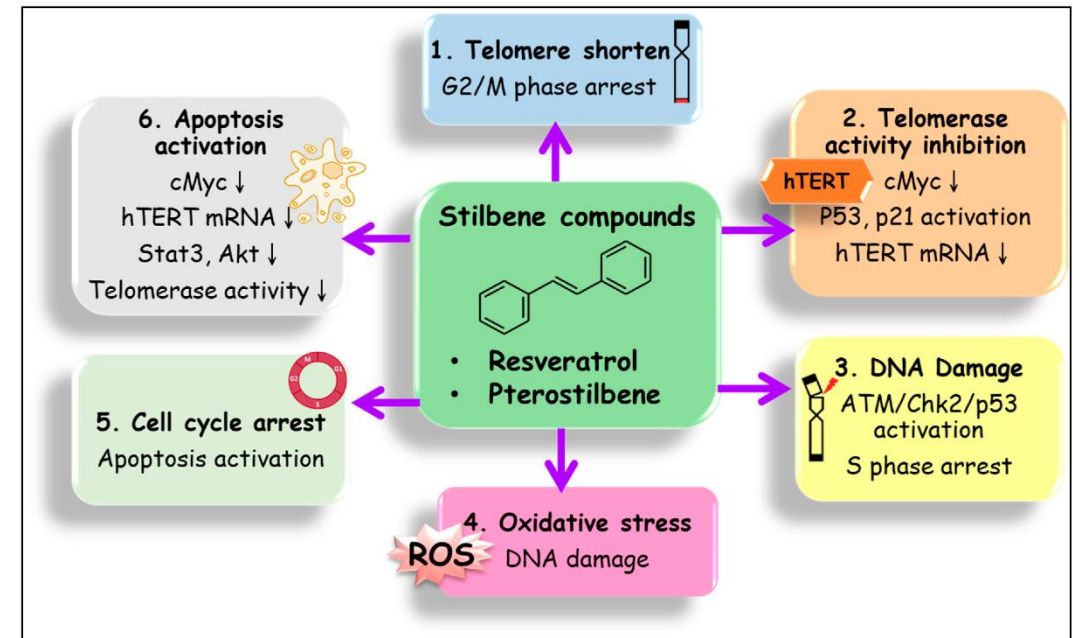 1. Telomere shorten
G2/M phase arrest
6. Apoptosis
activation
cMyc ↓
hTERT mRNA ↓
Stat3, Akt ↓
Telomerase activity ↓
2. Telomerase
activity inhibition
hTERT
cMyc ↓
P53, p21 activation
hTERT mRNA ↓
Stilbene compounds
• Resveratrol
• Pterostilbene
3. DNA Damage
ATM/Chk2/p53
activation
S phase arrest
M
G1
G2
S
5. Cell cycle arrest
Apoptosis activation
4. Oxidative stress
ROS
DNA damage